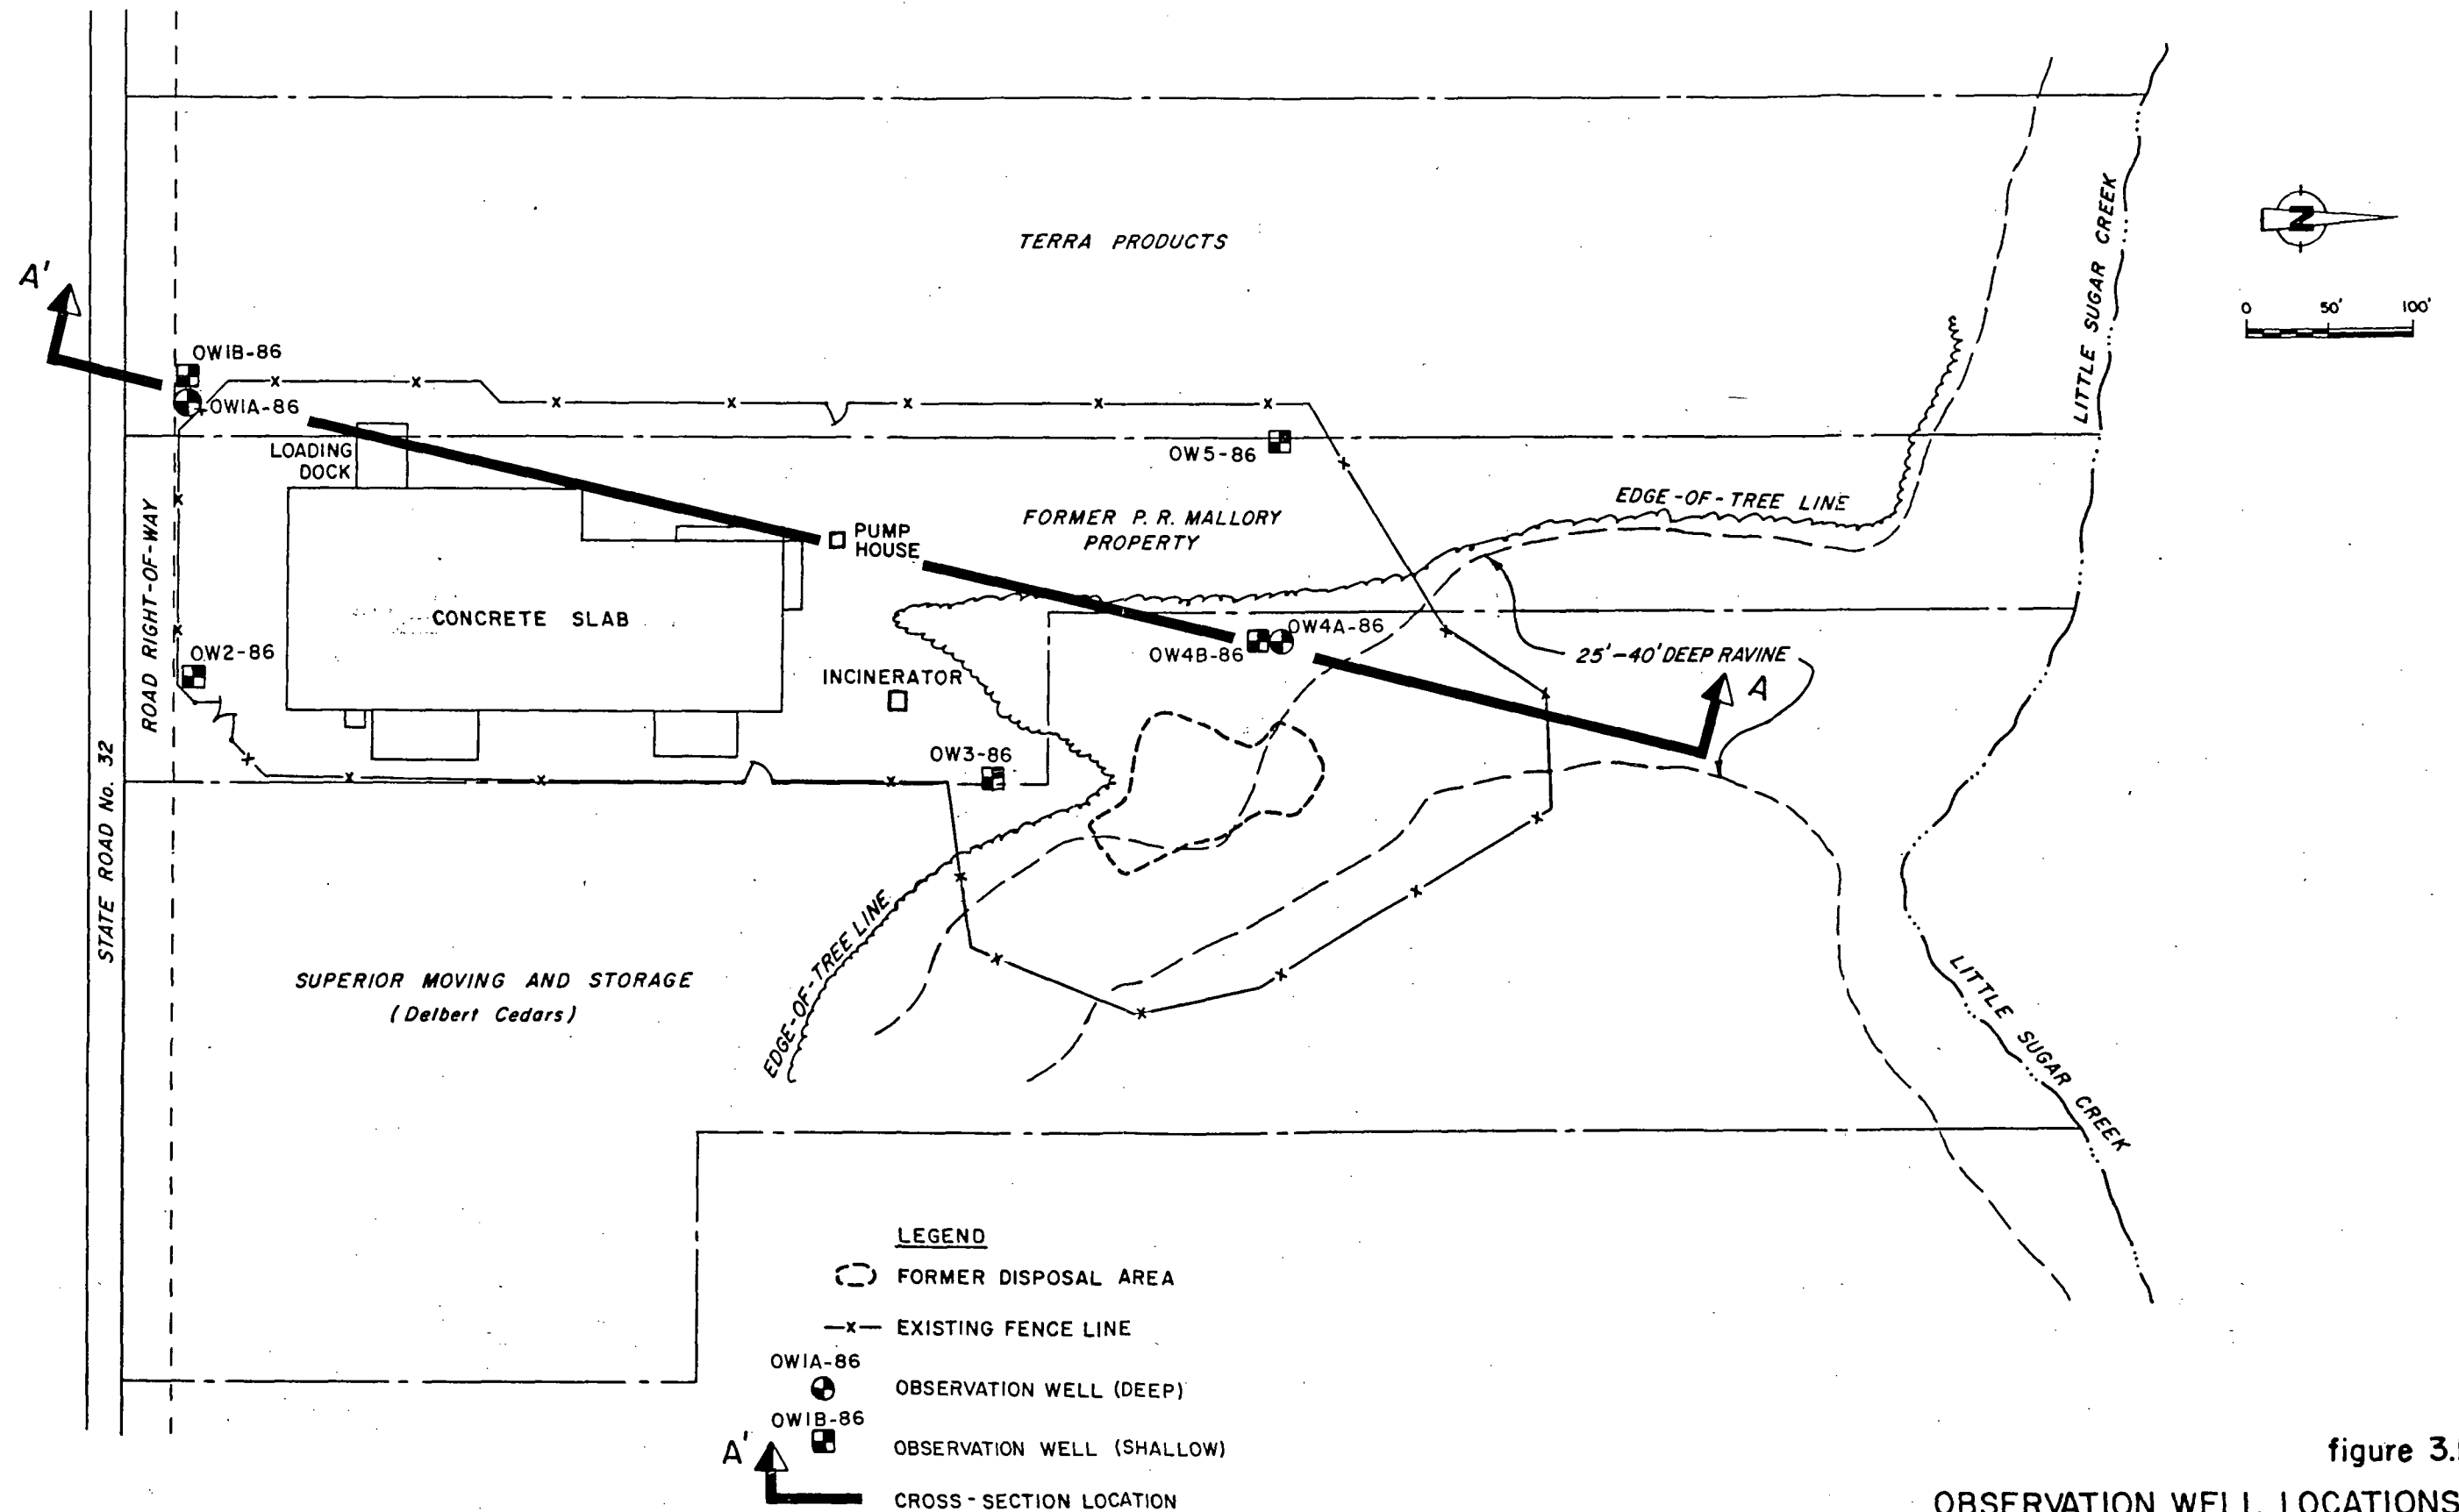 TERRA PRODUCTS
LITTLE SUGAR CREEK
N
0 50' 100'
A'
OW1B-86
OW1A-86
LOADING
DOCK
OW5-86
EDGE-OF-TREE LINE
FORMER P. R. MALLORY
PROPERTY
PUMP
HOUSE
ROAD RIGHT-OF-WAY
CONCRETE SLAB
OW4A-86
OW4B-86
25'-40' DEEP RAVINE
A
OW2-86
INCINERATOR
OW3-86
STATE ROAD No. 32
EDGE-OF-TREE LINE
SUPERIOR MOVING AND STORAGE
(Delbert Cedars)
LITTLE SUGAR CREEK
LEGEND
FORMER DISPOSAL AREA
-x- EXISTING FENCE LINE
OW1A-86
OBSERVATION WELL (DEEP)
OW1B-86
OBSERVATION WELL (SHALLOW)
A'
CROSS-SECTION LOCATION
figure 3.
OBSERVATION WELL LOCATIONS